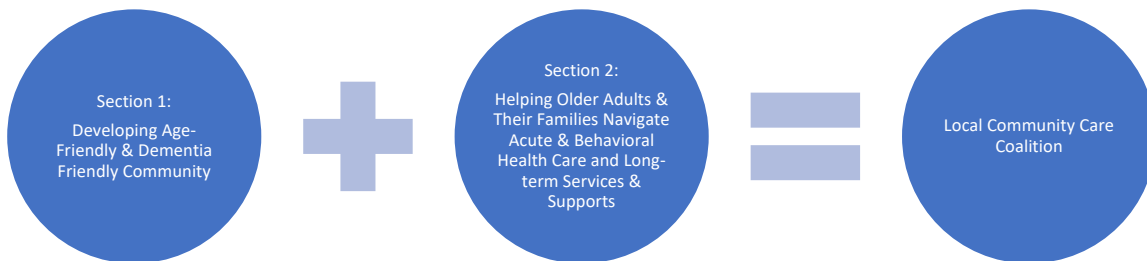 Section 1:
Developing Age-
Friendly & Dementia
Friendly Community
Section 2:
Helping Older Adults &
Their Families Navigate
Acute & Behavioral
Health Care and Long-
term Services &
Supports
Local Community Care
Coalition